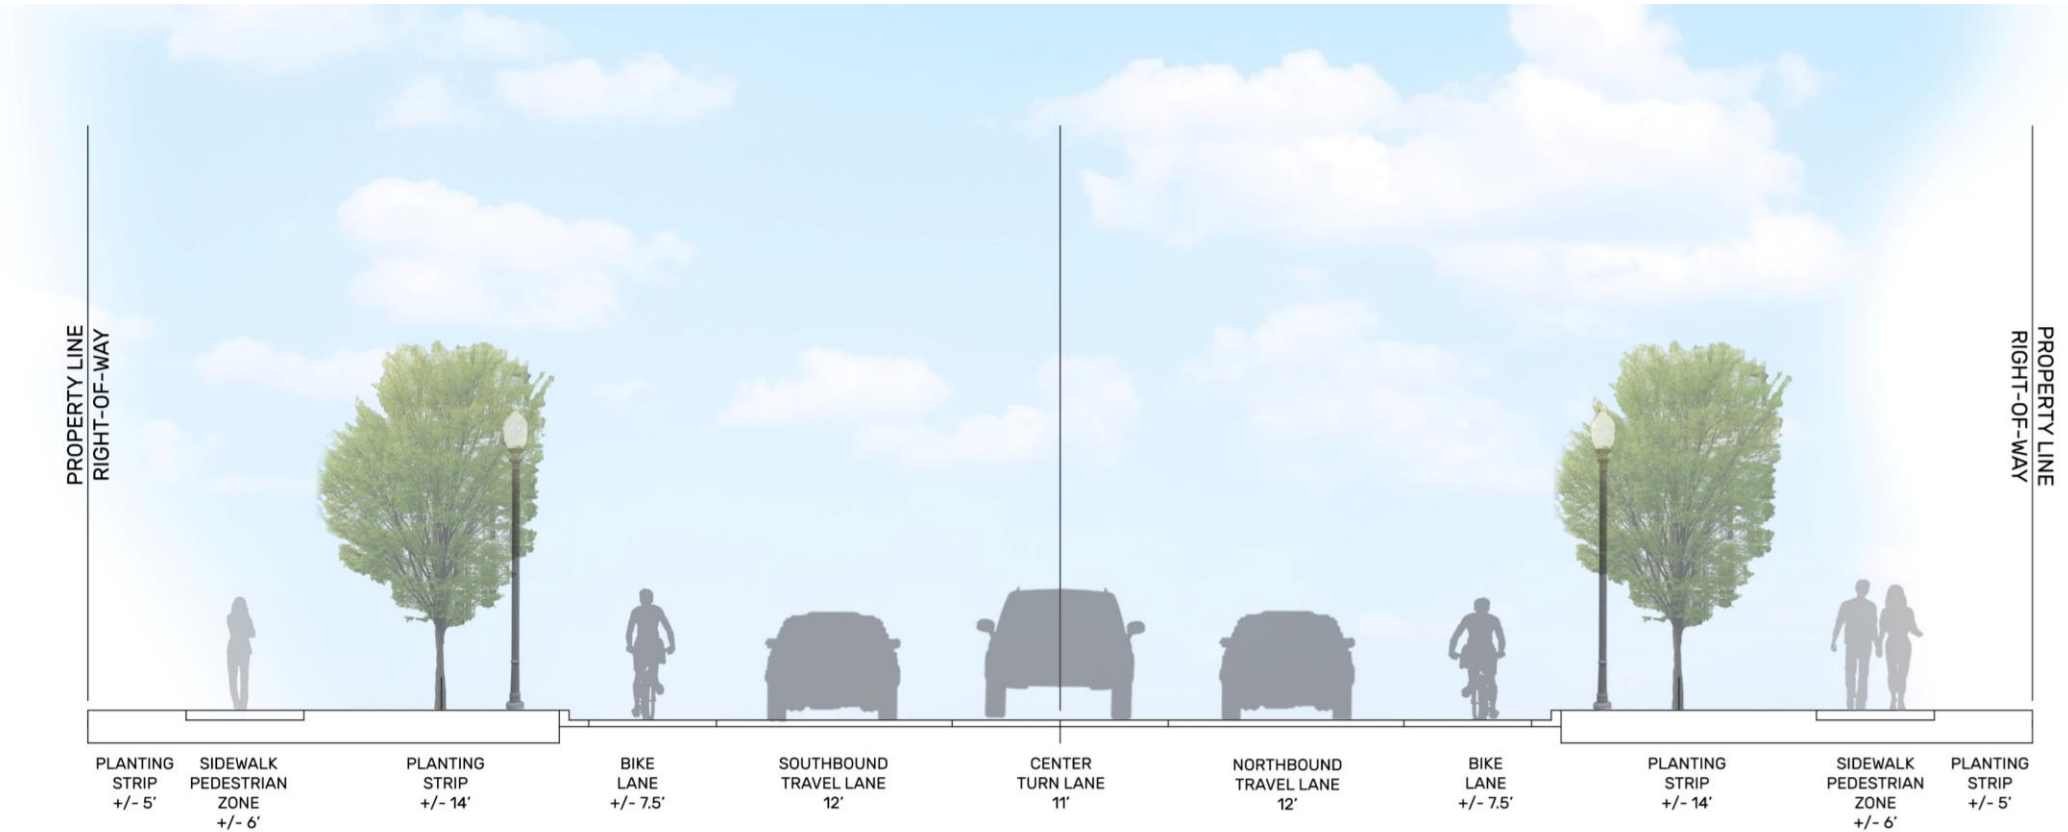 PROPERTY LINE
RIGHT-OF-WAY
PROPERTY LINE
RIGHT-OF-WAY
PLANTING
STRIP
+/- 5'
SIDEWALK
PEDESTRIAN
ZONE
+/- 6'
PLANTING
STRIP
+/- 14'
BIKE
LANE
+/- 7.5'
SOUTHBOUND
TRAVEL LANE
12'
CENTER
TURN LANE
11'
NORTHBOUND
TRAVEL LANE
12'
BIKE
LANE
+/- 7.5'
PLANTING
STRIP
+/- 14'
SIDEWALK
PEDESTRIAN
ZONE
+/- 6'
PLANTING
STRIP
+/- 5'